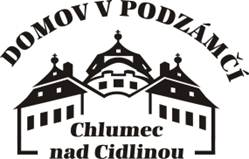 DOMOV V PODZÁMČÍ
Chlumec
nad Cidlinou